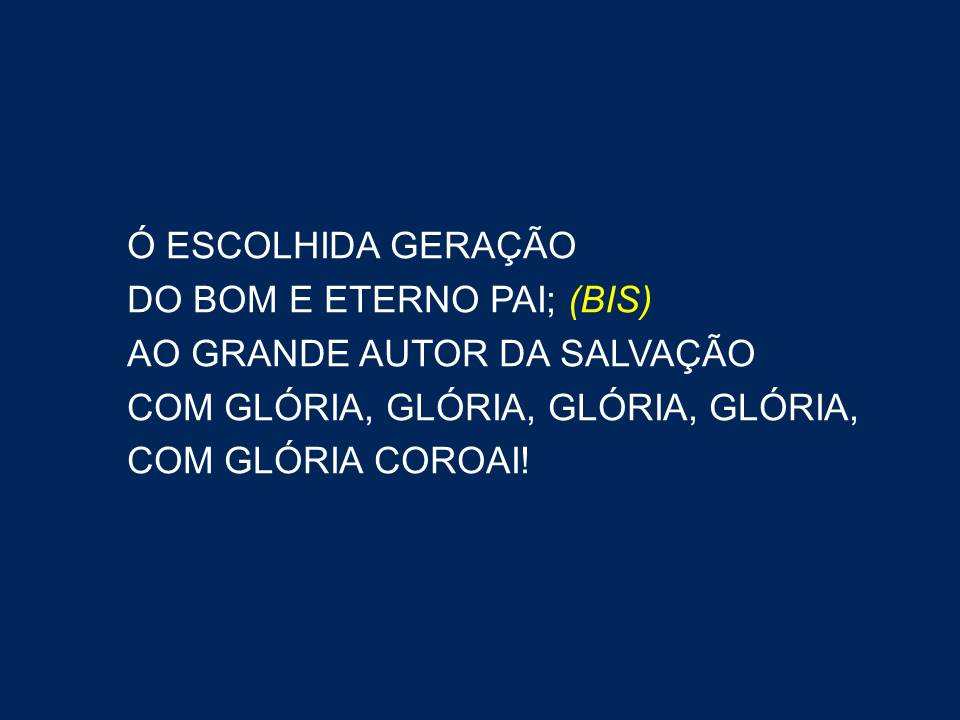 Ó ESCOLHIDA GERAÇÃO
DO BOM E ETERNO PAI; (BIS)
AO GRANDE AUTOR DA SALVAÇÃO
COM GLÓRIA, GLÓRIA, GLÓRIA, GLÓRIA,
COM GLÓRIA COROAI!